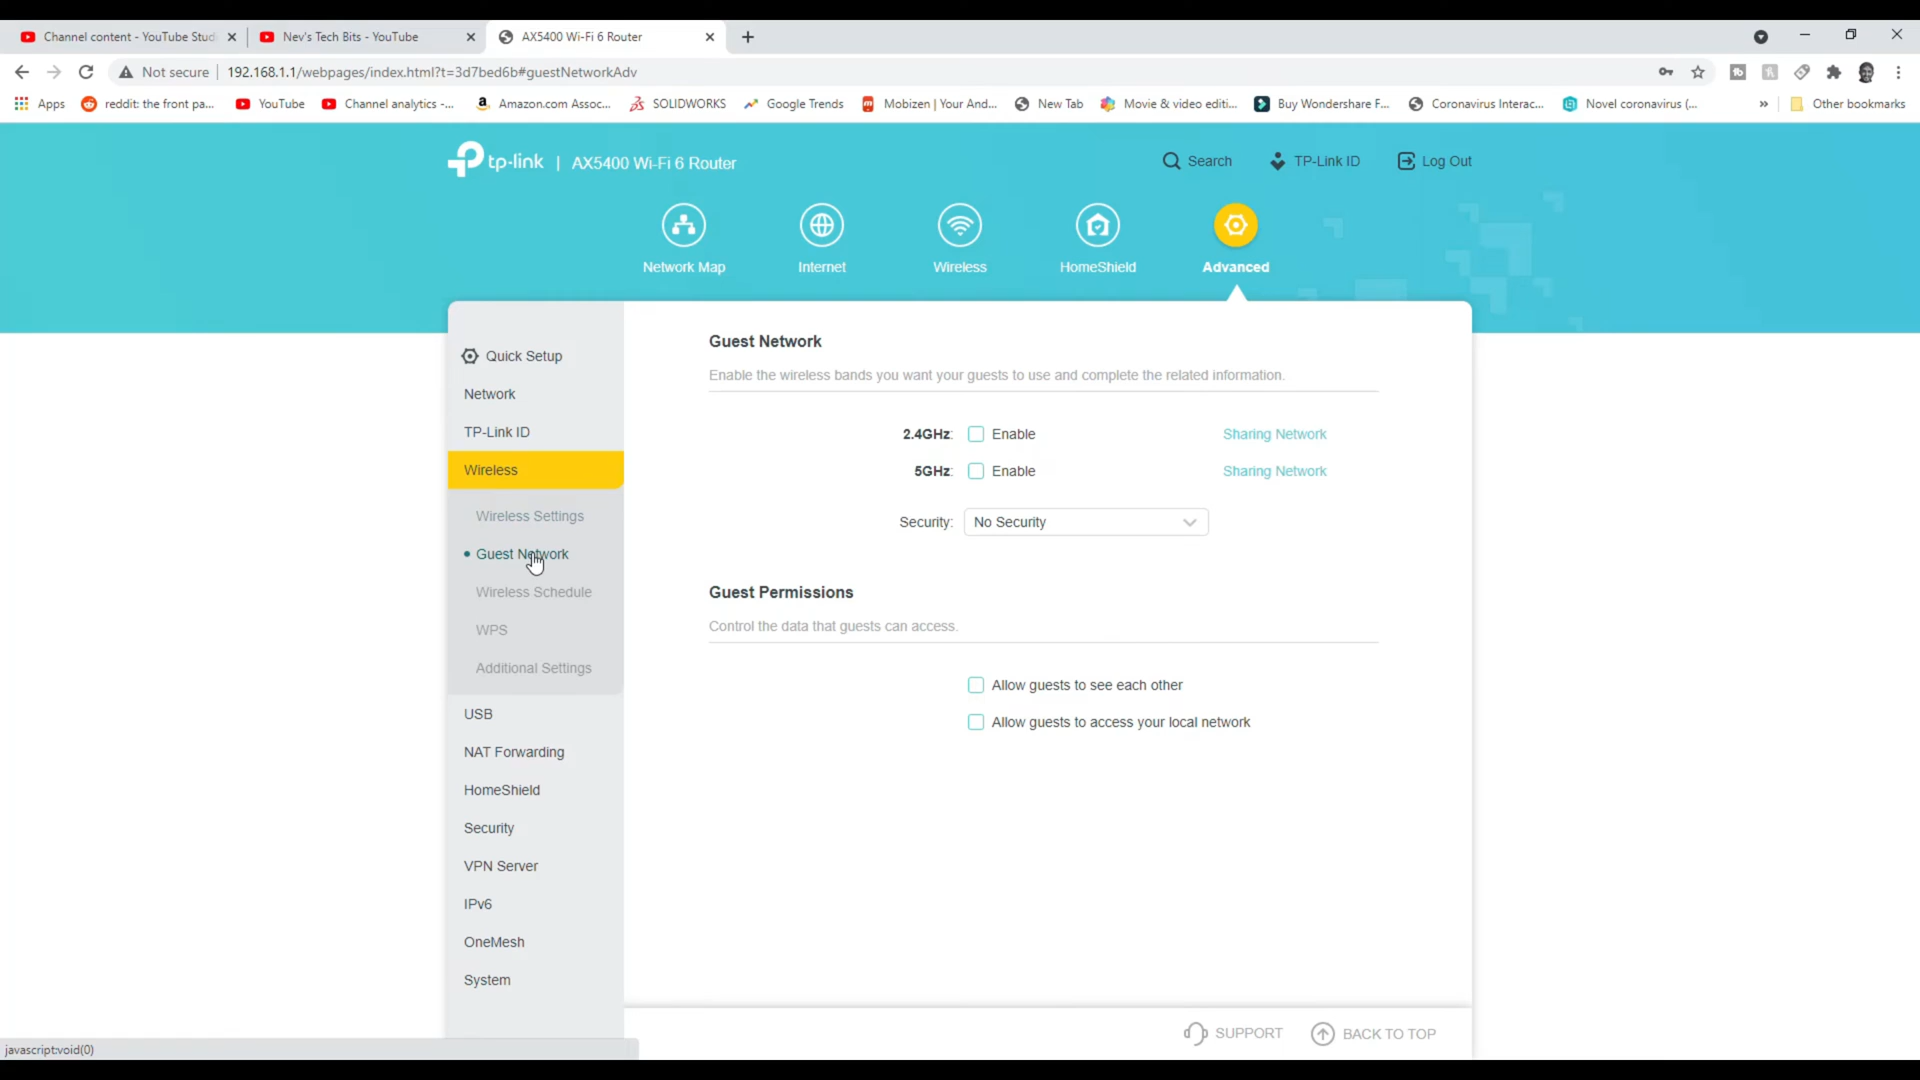 Channel content - YouTube Stud
Nev's Tech Bits - YouTube
AX5400 Wi-Fi 6 Router
Not secure
192.168.1.1/webpages/index.html?t=3d7bed6b#guestNetworkAdv
Apps
reddit: the front pa...
YouTube
Channel analytics -...
Amazon.com Assoc...
SOLIDWORKS
Google Trends
Mobizen | Your And...
New Tab
Movie & video editi...
Buy Wondershare F...
Coronavirus Interac...
Novel coronavirus (...
»
Other bookmarks
tp-link | AX5400 Wi-Fi 6 Router
Search
TP-Link ID
Log Out
Network Map
Internet
Wireless
HomeShield
Advanced
Quick Setup
Network
TP-Link ID
Wireless
Wireless Settings
Guest Network
Wireless Schedule
WPS
Additional Settings
USB
NAT Forwarding
HomeShield
Security
VPN Server
IPv6
OneMesh
System
Guest Network
Enable the wireless bands you want your guests to use and complete the related information.
2.4GHz: Enable Sharing Network
5GHz: Enable Sharing Network
Security: No Security
Guest Permissions
Control the data that guests can access.
Allow guests to see each other
Allow guests to access your local network
SUPPORT
BACK TO TOP
javascript:void(0)